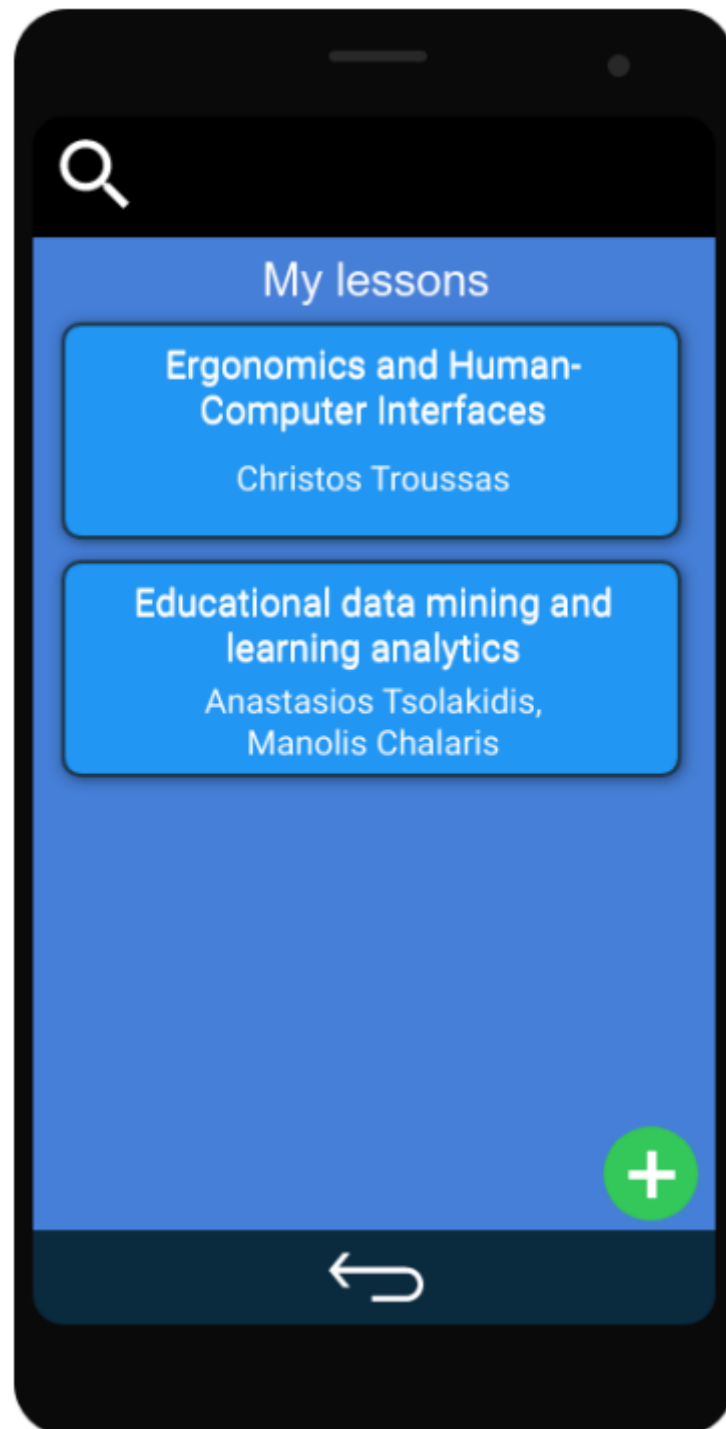 My lessons
Ergonomics and Human-
Computer Interfaces
Christos Troussas
Educational data mining and
learning analytics
Anastasios Tsolakidis,
Manolis Chalaris